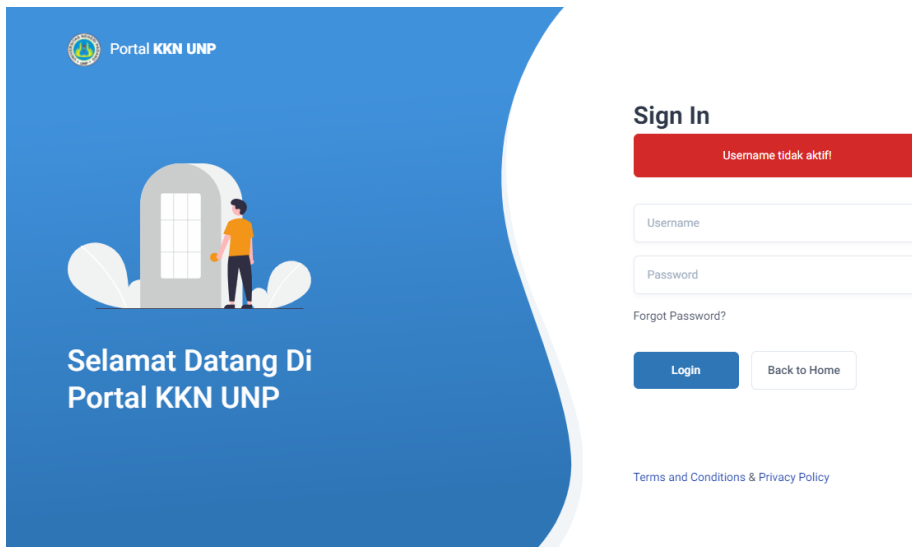 Portal KKN UNP
Selamat Datang Di
Portal KKN UNP
Sign In
Username tidak aktif!
Username
Password
Forgot Password?
Login
Back to Home
Terms and Conditions & Privacy Policy